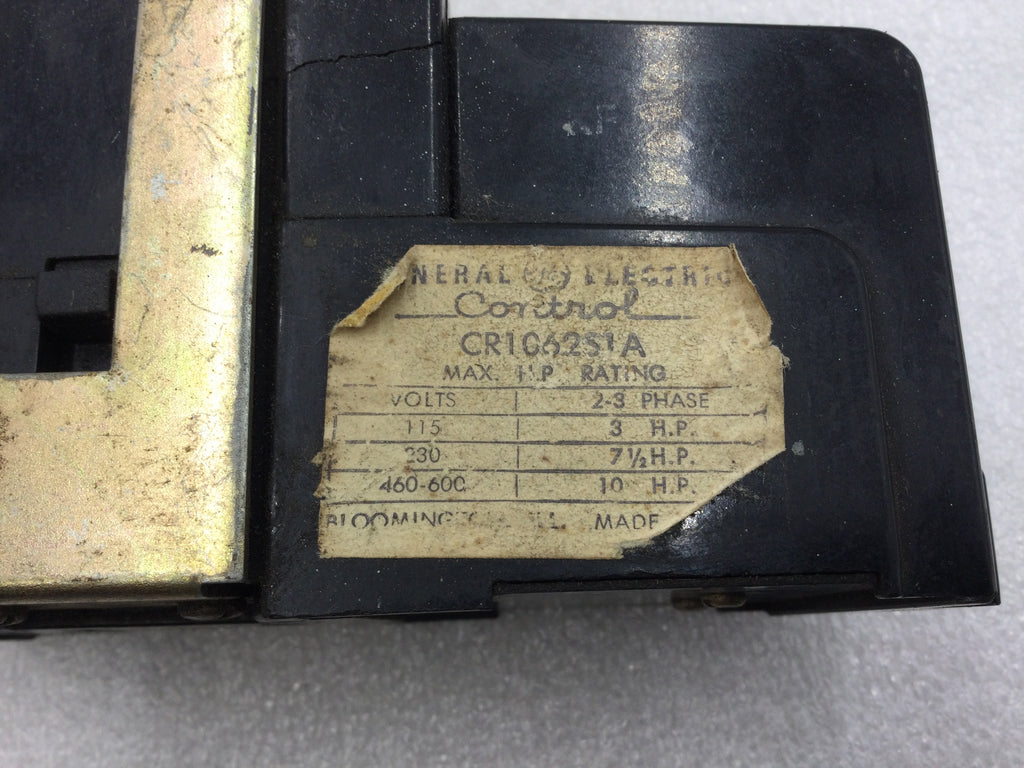 NERAL GE ELECTRIC
Control
CR1062S1A
MAX. H.P. RATING
VOLTS 2-3 PHASE
115 3 H.P.
230 7½ H.P.
460-600 10 H.P.
MADE